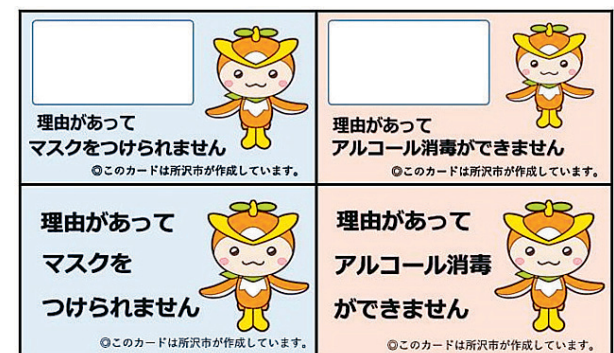 理由があって
マスクをつけられません
◎このカードは所沢市が作成しています。
理由があって
アルコール消毒ができません
◎このカードは所沢市が作成しています。
理由があって
マスクを
つけられません
◎このカードは所沢市が作成しています。
理由があって
アルコール消毒
ができません
◎このカードは所沢市が作成しています。